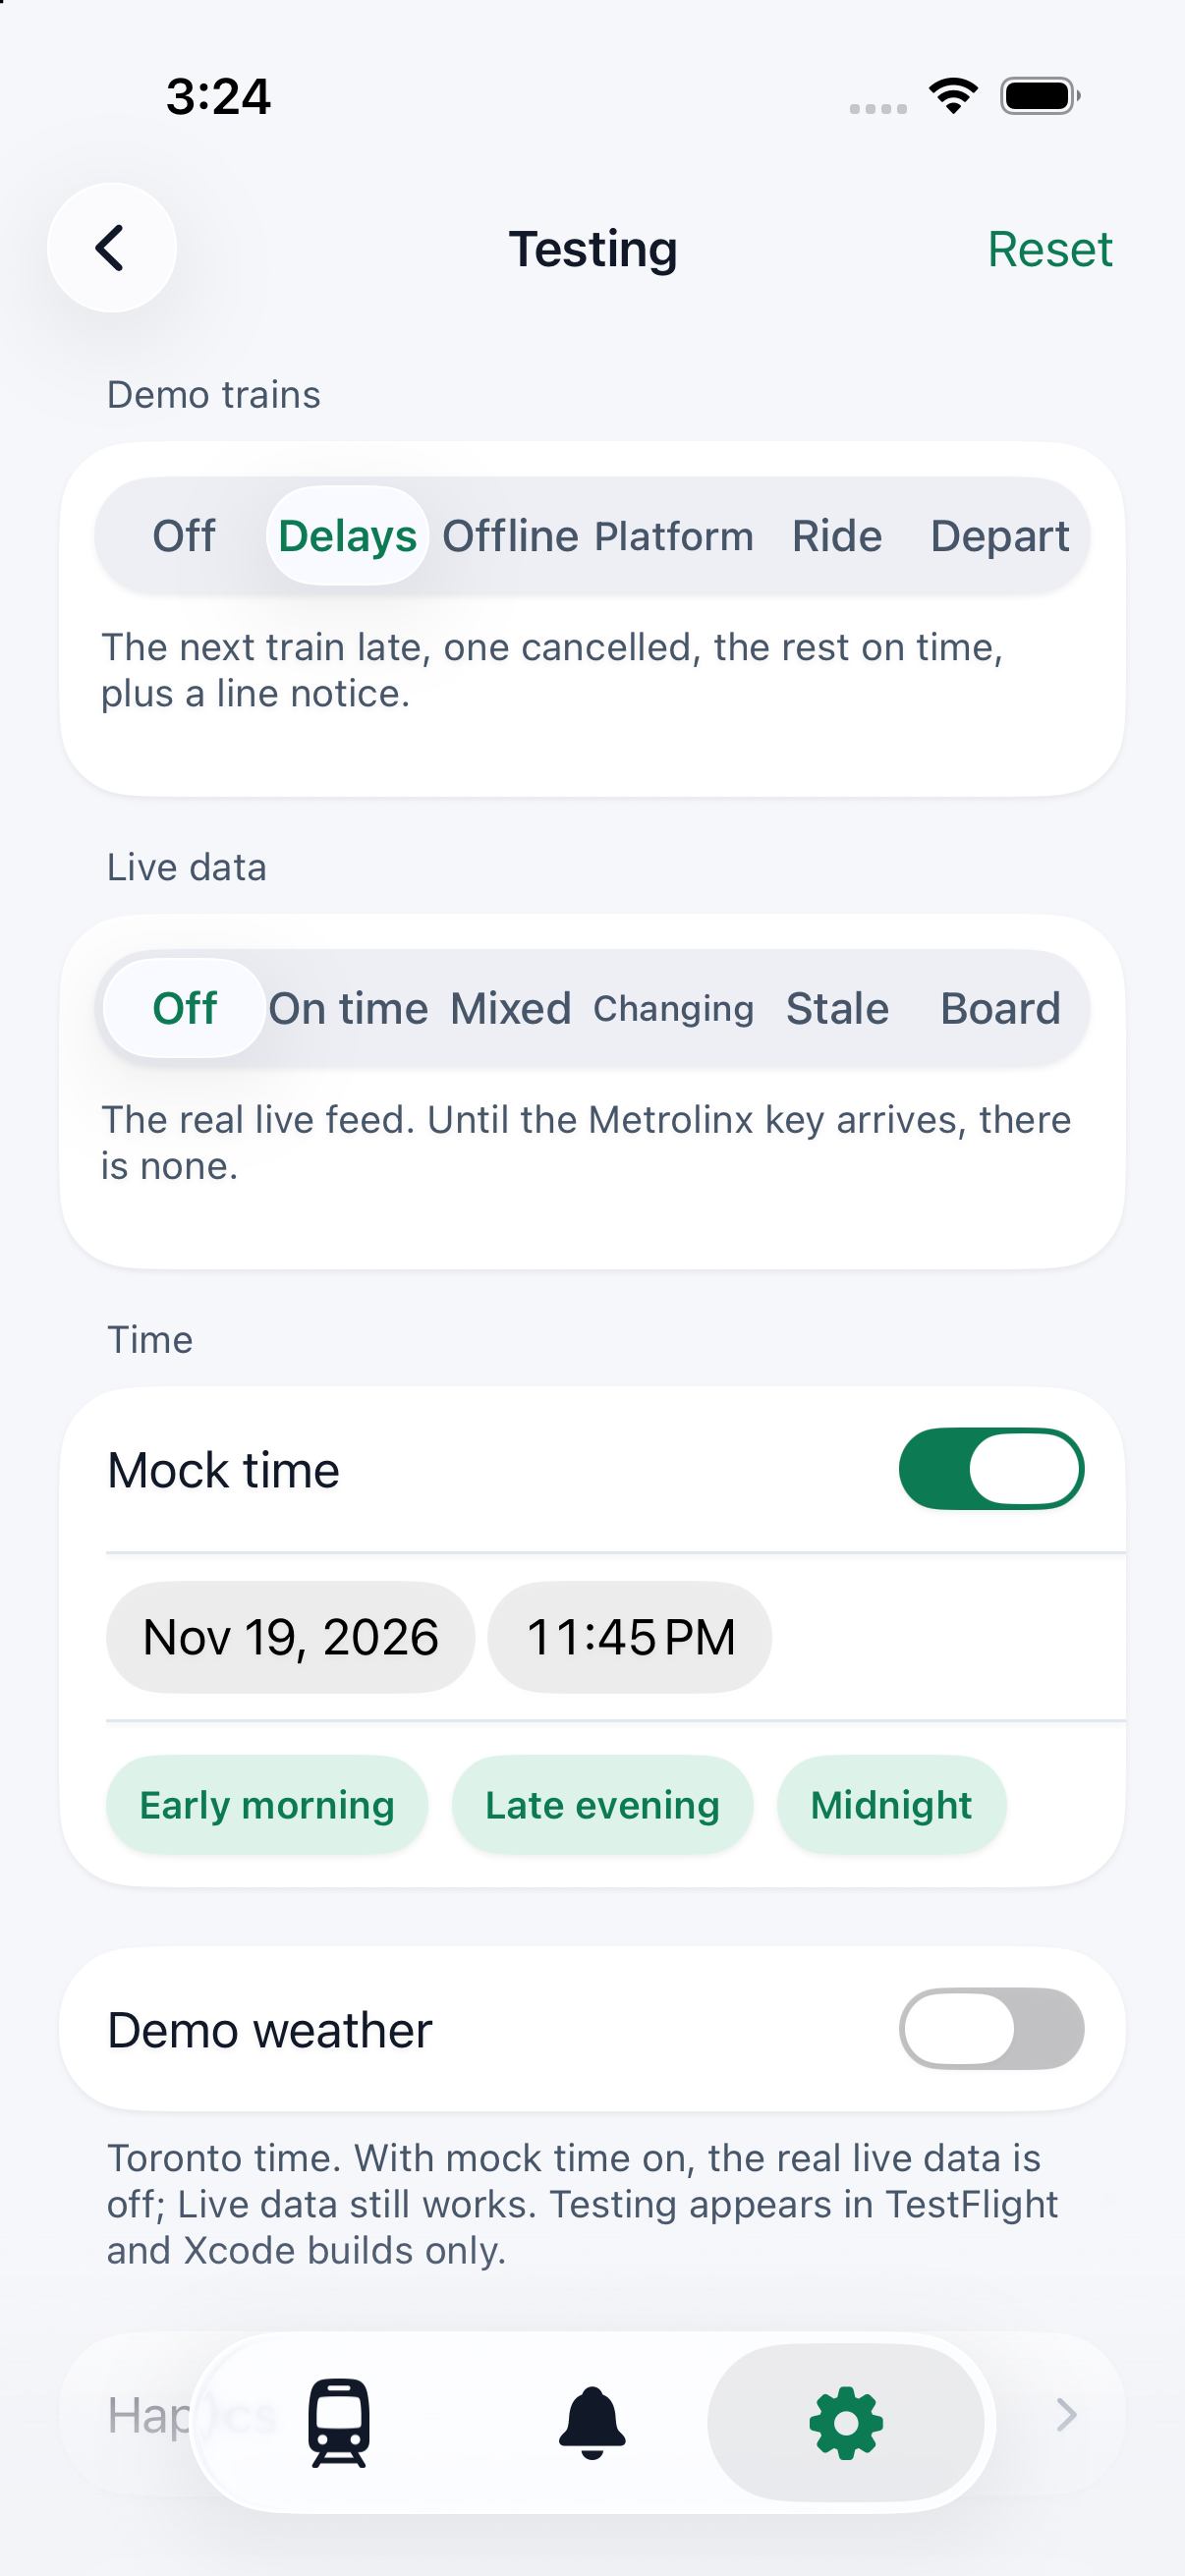 3:24
Testing
Reset
Demo trains
Off Delays Offline Platform Ride Depart
The next train late, one cancelled, the rest on time,
plus a line notice.
Live data
Off On time Mixed Changing Stale Board
The real live feed. Until the Metrolinx key arrives, there
is none.
Time
Mock time
Nov 19, 2026 11:45 PM
Early morning Late evening Midnight
Demo weather
Toronto time. With mock time on, the real live data is
off; Live data still works. Testing appears in TestFlight
and Xcode builds only.
Haptics